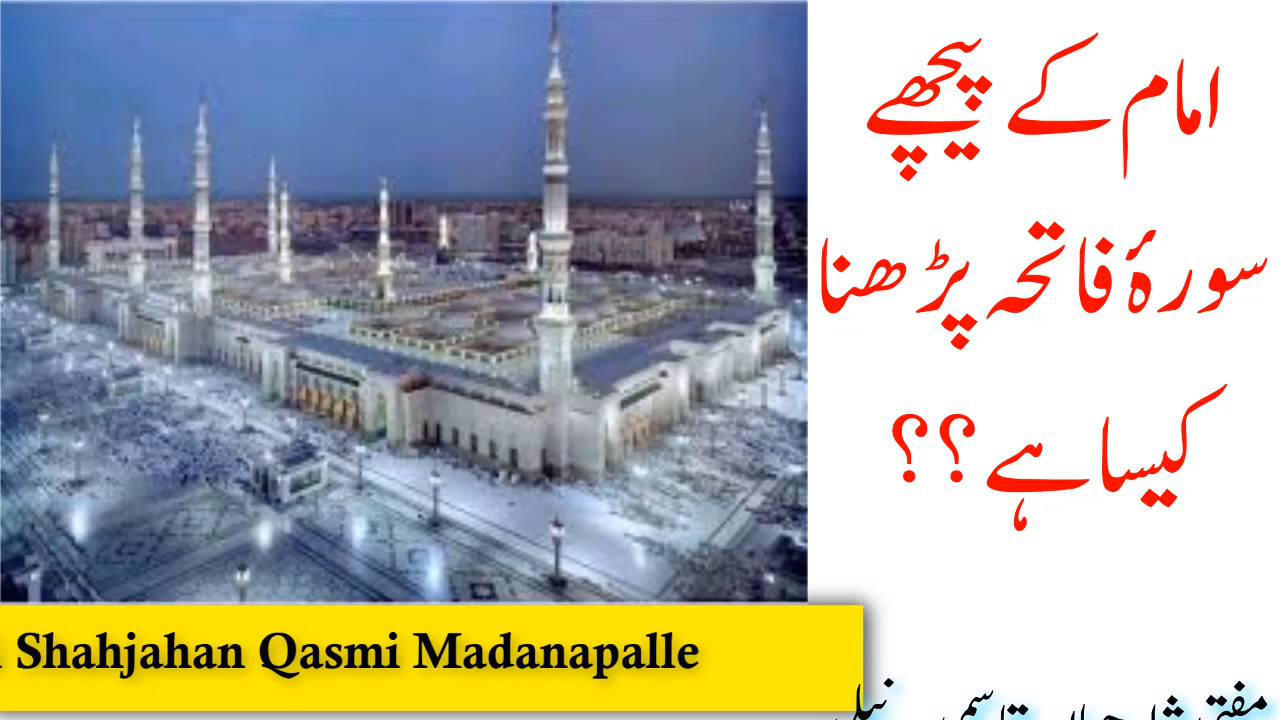 امام کے پیچھے
سورۂ فاتحہ پڑھنا
کیسا ہے ؟؟
Shahjahan Qasmi Madanapalle